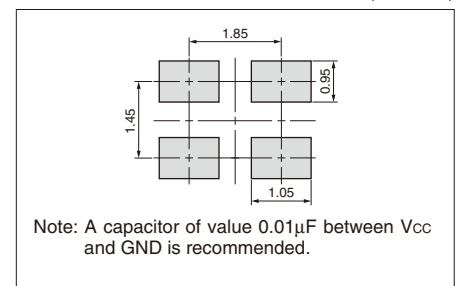 1.85
0.95
1.45
1.05
Note: A capacitor of value 0.01μF between Vcc
and GND is recommended.